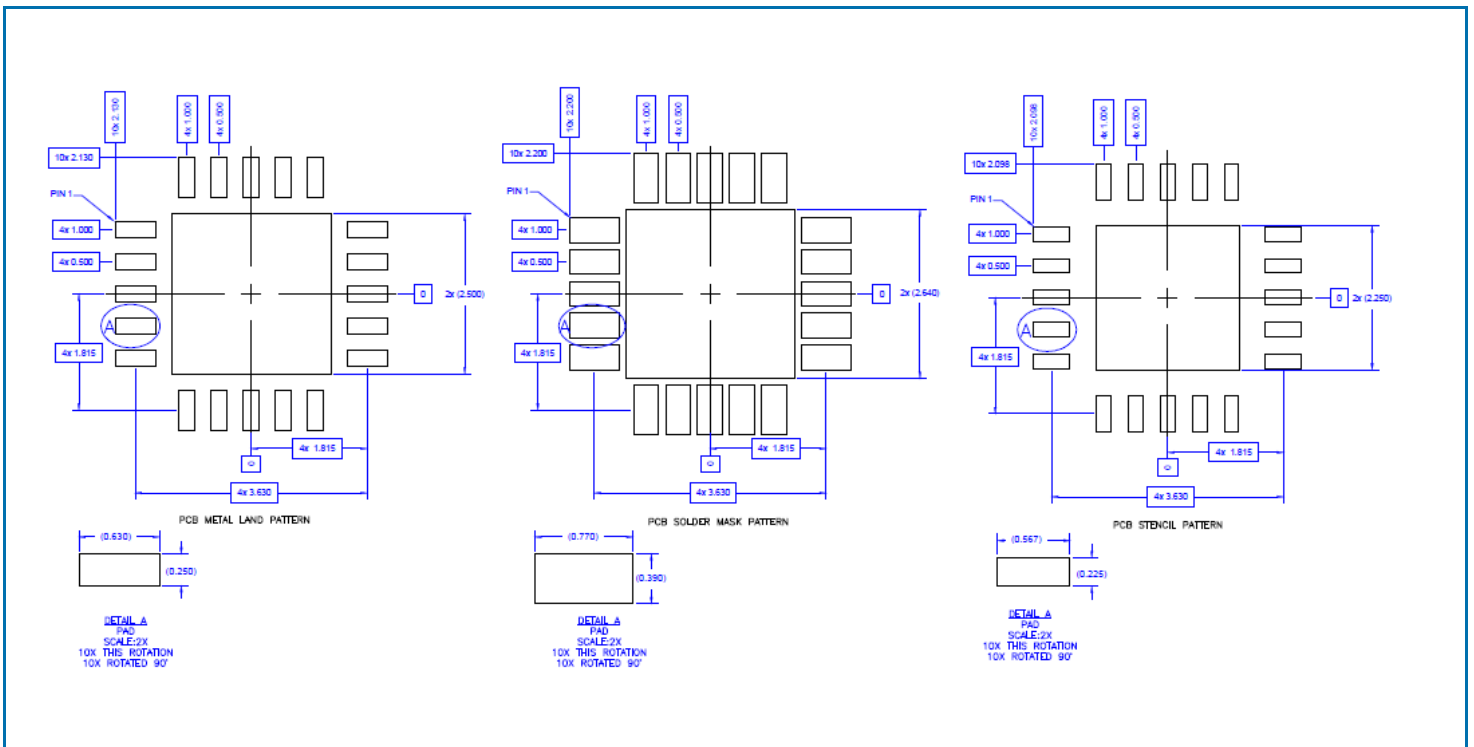 10x 2.130
4x 1.000
4x 0.500
10x 2.130
PIN 1
4x 1.000
4x 0.500
A
4x 1.815
0
2x (2.500)
4x 1.815
0
4x 3.630
PCB METAL LAND PATTERN
(0.630)
(0.250)
DETAIL A
PAD
SCALE:2X
10X THIS ROTATION
10X ROTATED 90°
10x 2.200
4x 1.000
4x 0.500
10x 2.200
PIN 1
4x 1.000
4x 0.500
A
4x 1.815
0
2x (2.640)
4x 1.815
0
4x 3.630
PCB SOLDER MASK PATTERN
(0.770)
(0.390)
DETAIL A
PAD
SCALE:2X
10X THIS ROTATION
10X ROTATED 90°
10x 2.098
4x 1.000
4x 0.500
10x 2.098
PIN 1
4x 1.000
4x 0.500
A
4x 1.815
0
2x (2.250)
4x 1.815
0
4x 3.630
PCB STENCIL PATTERN
(0.567)
(0.225)
DETAIL A
PAD
SCALE:2X
10X THIS ROTATION
10X ROTATED 90°